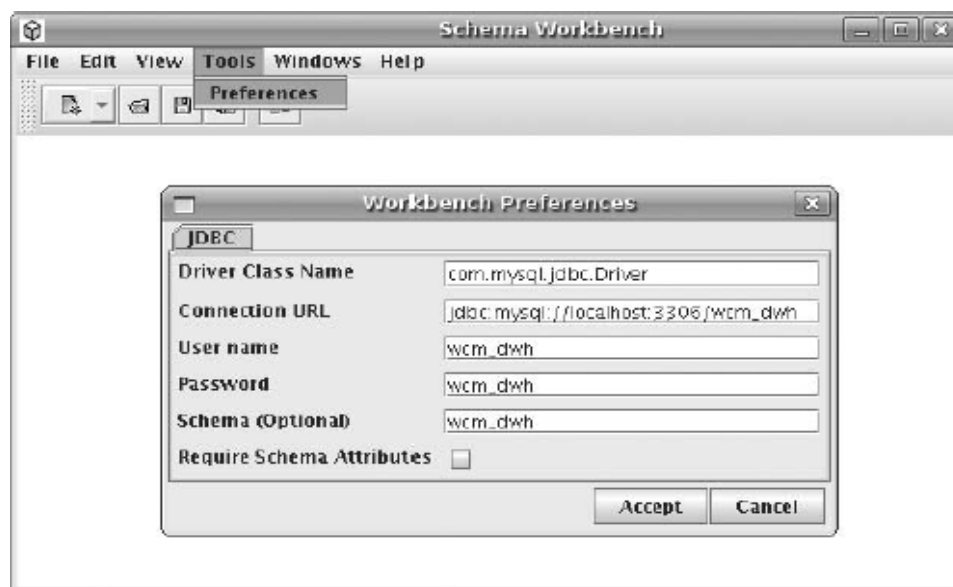 Schema Workbench
File Edit View Tools Windows Help
Preferences
Workbench Preferences
JDBC
Driver Class Name com.mysql.jdbc.Driver
Connection URL jdbc:mysql://localhost:3306/wcm_dwh
User name wcm_dwh
Password wcm_dwh
Schema (Optional) wcm_dwh
Require Schema Attributes
Accept Cancel